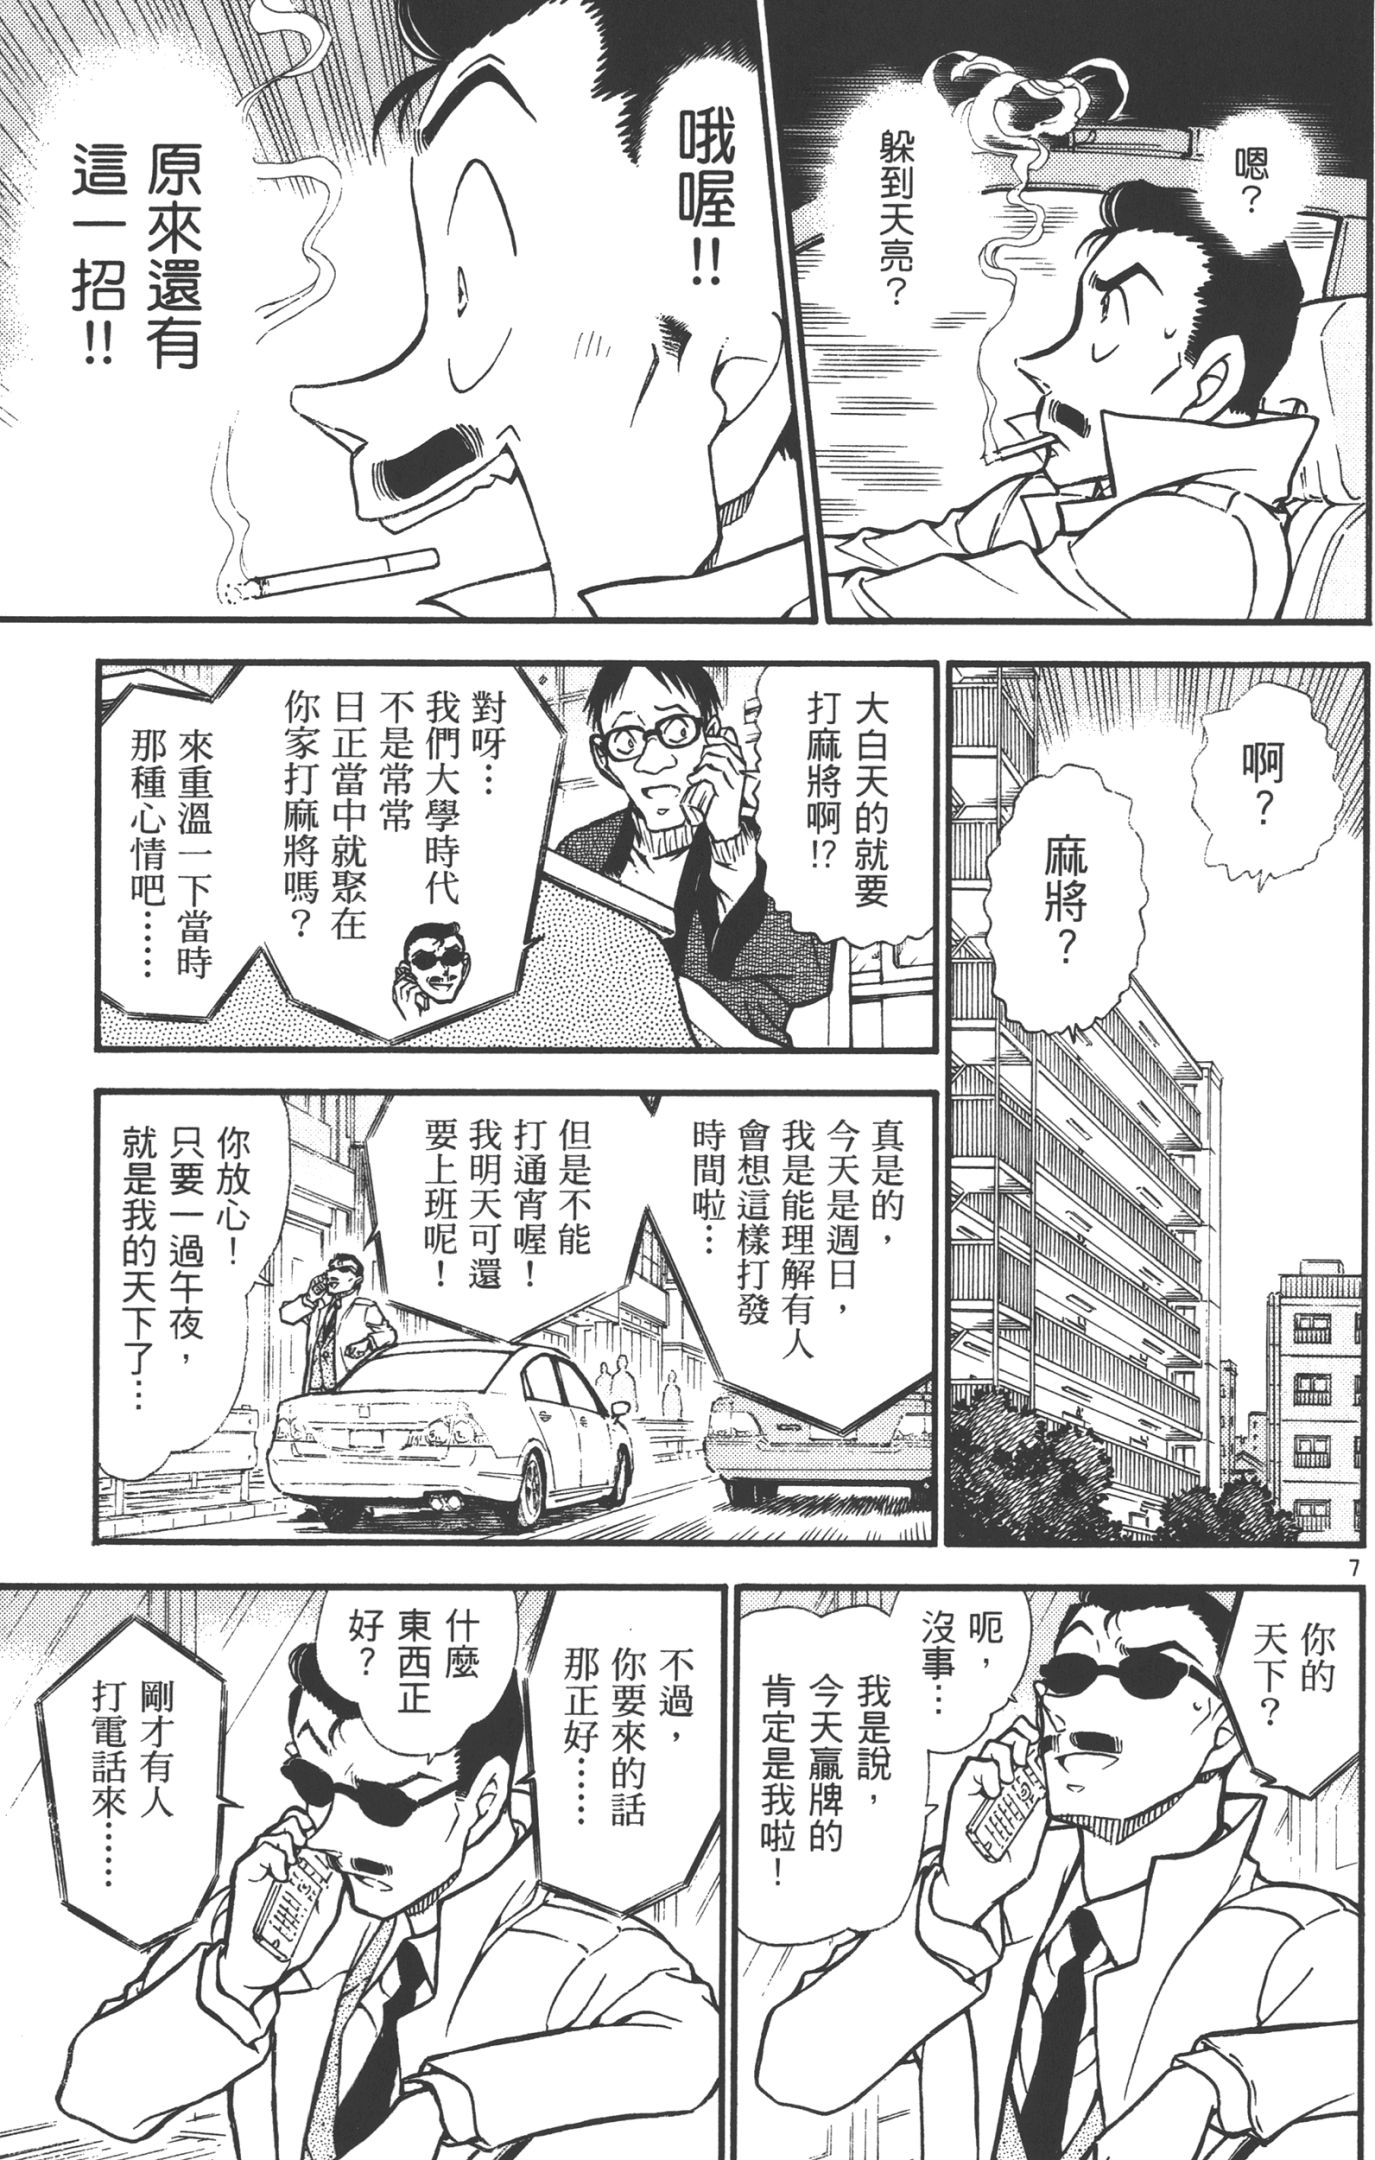 嗯？
躲到天亮？
哦喔!!
原來還有
這一招!!
啊？
麻將？
大白天的就要
打麻將啊!?
對呀…
我們大學時代
不是常常
日正當中就聚在
你家打麻將嗎？
來重溫一下當時
那種心情吧……
真是的，
今天是週日，
我是能理解有人
會想這樣打發
時間啦…
但是不能
打通宵喔！
我明天可還
要上班呢！
你放心！
只要一過午夜，
就是我的天下了…
7
你的
天下？
呃，
沒事…
我是說，
今天贏牌的
肯定是我啦！
不過，
你要來的話
那正好……
什麼
東西正
好？
剛才有人
打電話來……